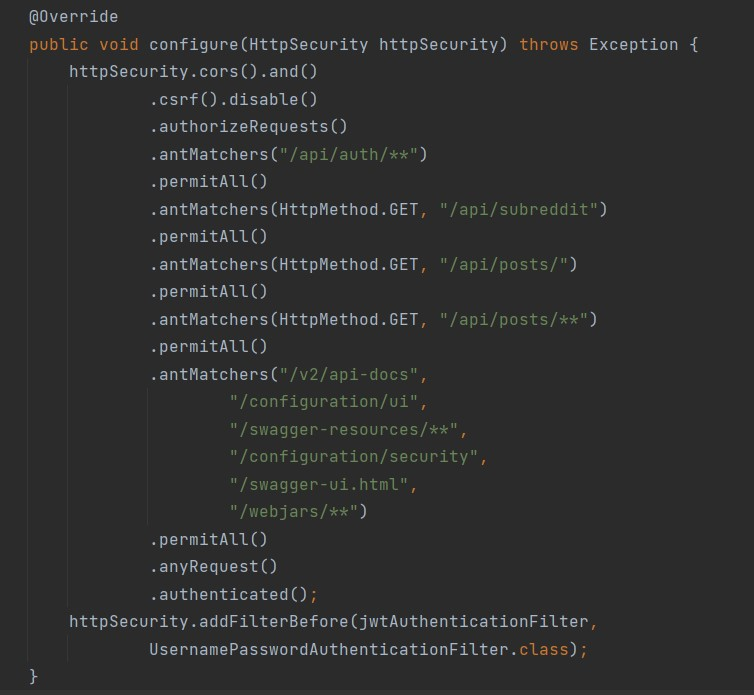 @Override
public void configure(HttpSecurity httpSecurity) throws Exception {
    httpSecurity.cors().and()
            .csrf().disable()
            .authorizeRequests()
            .antMatchers("/api/auth/**")
            .permitAll()
            .antMatchers(HttpMethod.GET, "/api/subreddit")
            .permitAll()
            .antMatchers(HttpMethod.GET, "/api/posts/")
            .permitAll()
            .antMatchers(HttpMethod.GET, "/api/posts/**")
            .permitAll()
            .antMatchers("/v2/api-docs",
                    "/configuration/ui",
                    "/swagger-resources/**",
                    "/configuration/security",
                    "/swagger-ui.html",
                    "/webjars/**")
            .permitAll()
            .anyRequest()
            .authenticated();
    httpSecurity.addFilterBefore(jwtAuthenticationFilter,
            UsernamePasswordAuthenticationFilter.class);
}